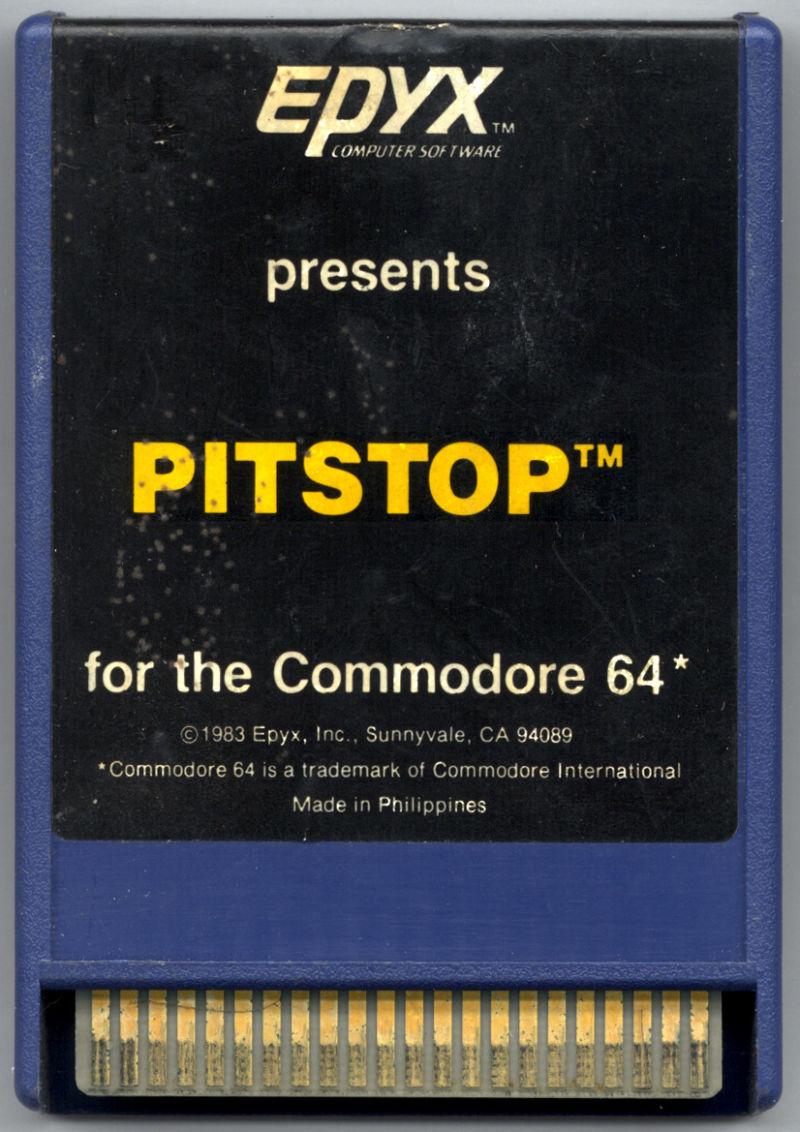 EPYX™
COMPUTER SOFTWARE
presents
PITSTOP™
for the Commodore 64*
©1983 Epyx, Inc., Sunnyvale, CA 94089
*Commodore 64 is a trademark of Commodore International
Made in Philippines